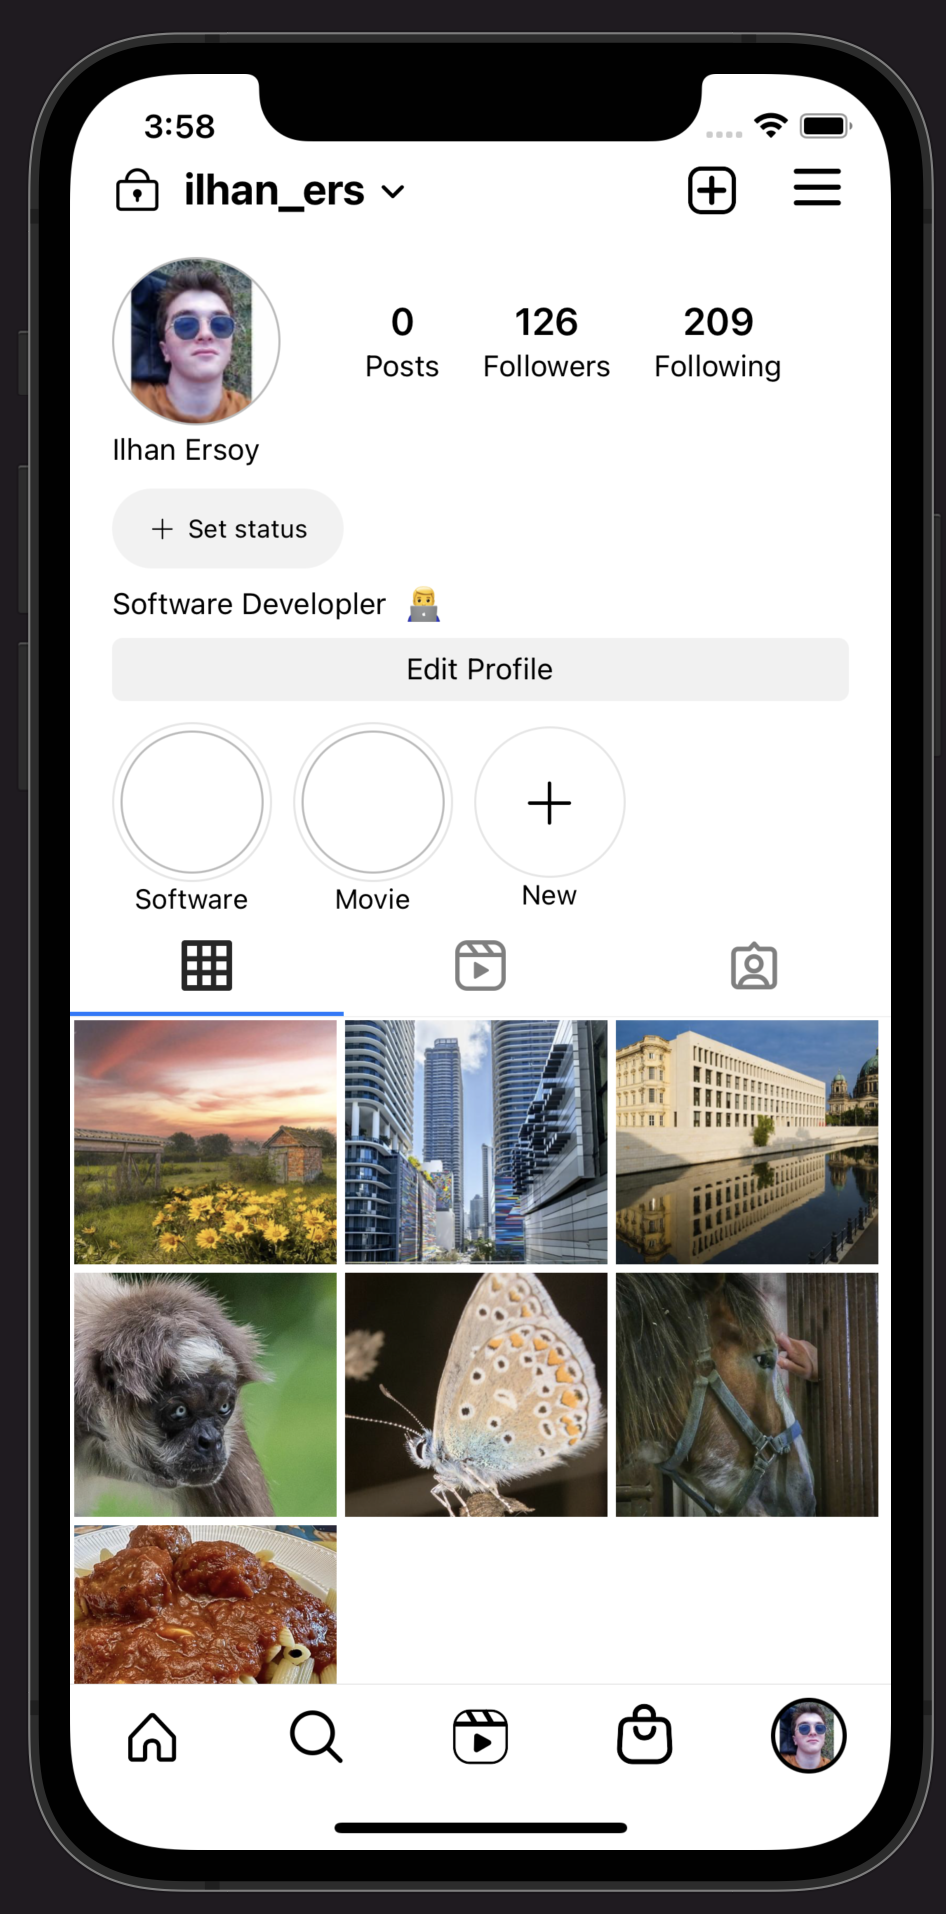 3:58
ilhan_ers
0 126 209
Posts Followers Following
Ilhan Ersoy
+ Set status
Software Developler 👨‍💻
Edit Profile
Software Movie New